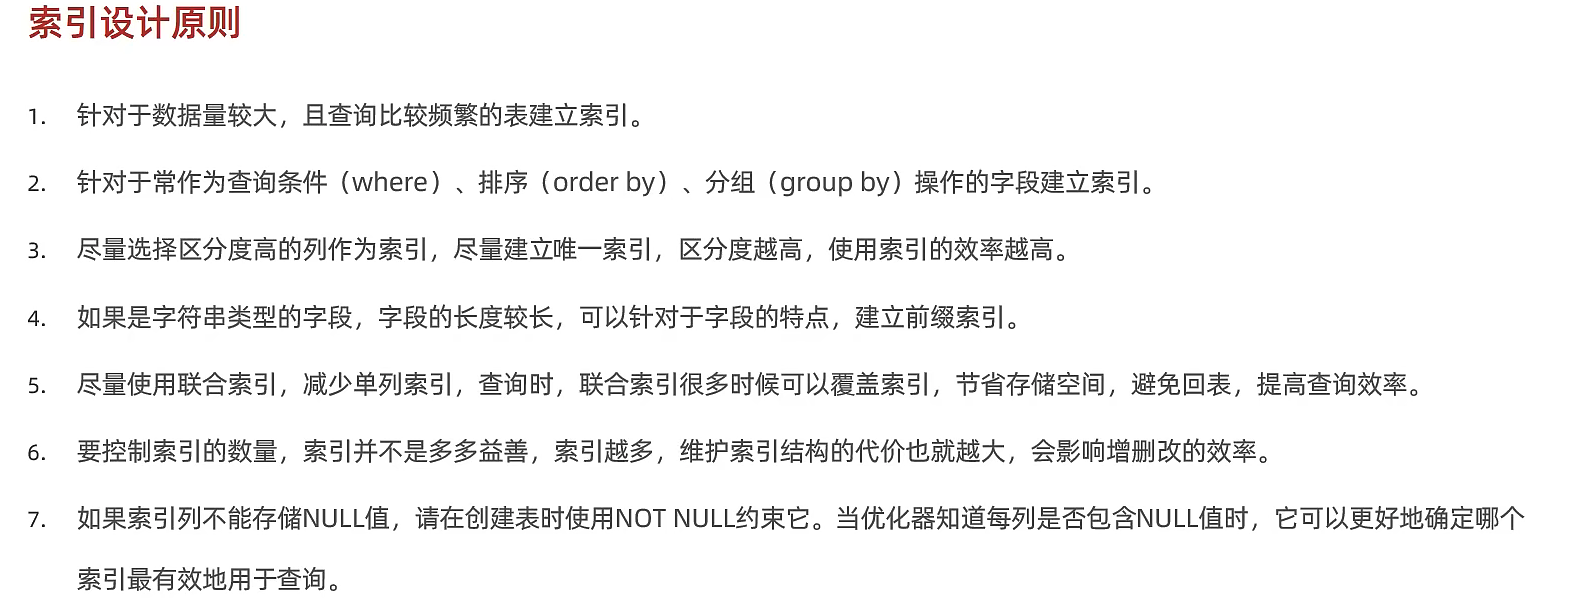 索引设计原则
1. 针对于数据量较大，且查询比较频繁的表建立索引。
2. 针对于常作为查询条件（where）、排序（order by）、分组（group by）操作的字段建立索引。
3. 尽量选择区分度高的列作为索引，尽量建立唯一索引，区分度越高，使用索引的效率越高。
4. 如果是字符串类型的字段，字段的长度较长，可以针对于字段的特点，建立前缀索引。
5. 尽量使用联合索引，减少单列索引，查询时，联合索引很多时候可以覆盖索引，节省存储空间，避免回表，提高查询效率。
6. 要控制索引的数量，索引并不是多多益善，索引越多，维护索引结构的代价也就越大，会影响增删改的效率。
7. 如果索引列不能存储NULL值，请在创建表时使用NOT NULL约束它。当优化器知道每列是否包含NULL值时，它可以更好地确定哪个
索引最有效地用于查询。